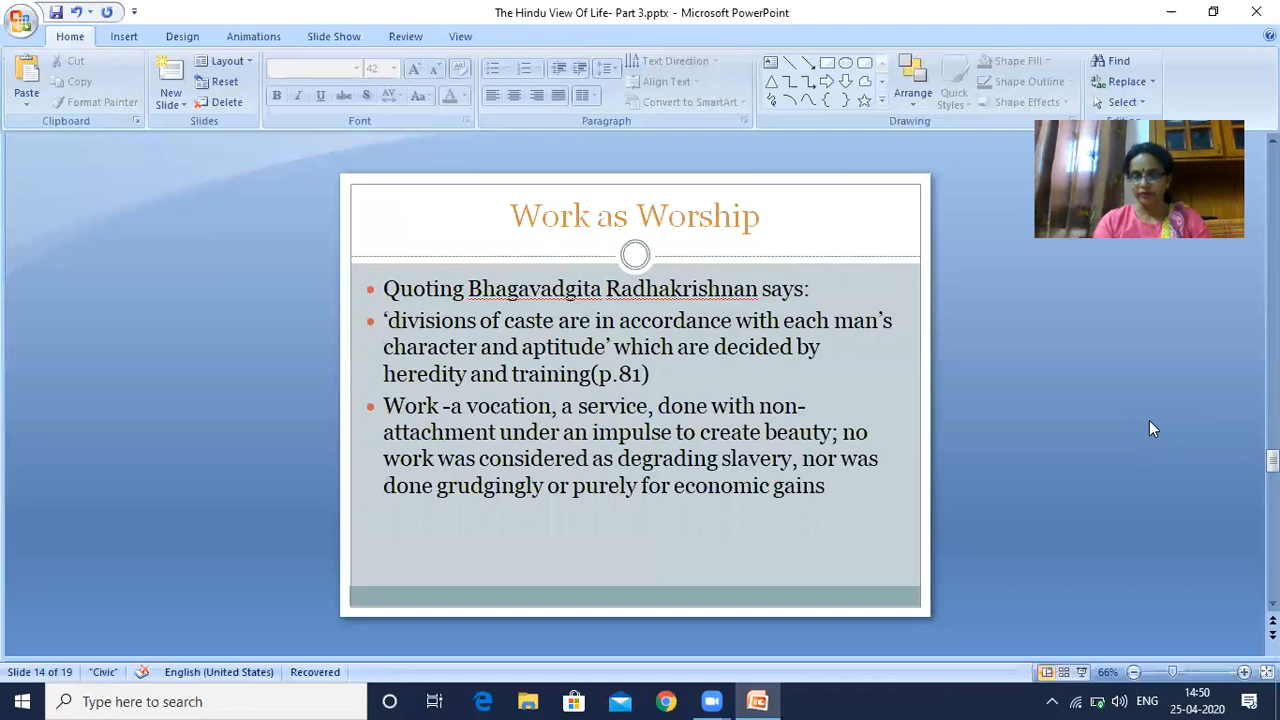 The Hindu View Of Life- Part 3.pptx - Microsoft PowerPoint
Home Insert Design Animations Slide Show Review View
Paste
Cut
Copy
Format Painter
Clipboard
New Slide
Layout
Reset
Delete
Slides
42
B I U abc S AV Aa A
Font
Text Direction
Align Text
Convert to SmartArt
Paragraph
Arrange
Quick Styles
Shape Fill
Shape Outline
Shape Effects
Drawing
Find
Replace
Select
Work as Worship
Quoting Bhagavadgita Radhakrishnan says:
‘divisions of caste are in accordance with each man’s
character and aptitude’ which are decided by
heredity and training(p.81)
Work -a vocation, a service, done with non-
attachment under an impulse to create beauty; no
work was considered as degrading slavery, nor was
done grudgingly or purely for economic gains
Slide 14 of 19 "Civic" English (United States) Recovered 66%
Type here to search
ENG
14:50
25-04-2020